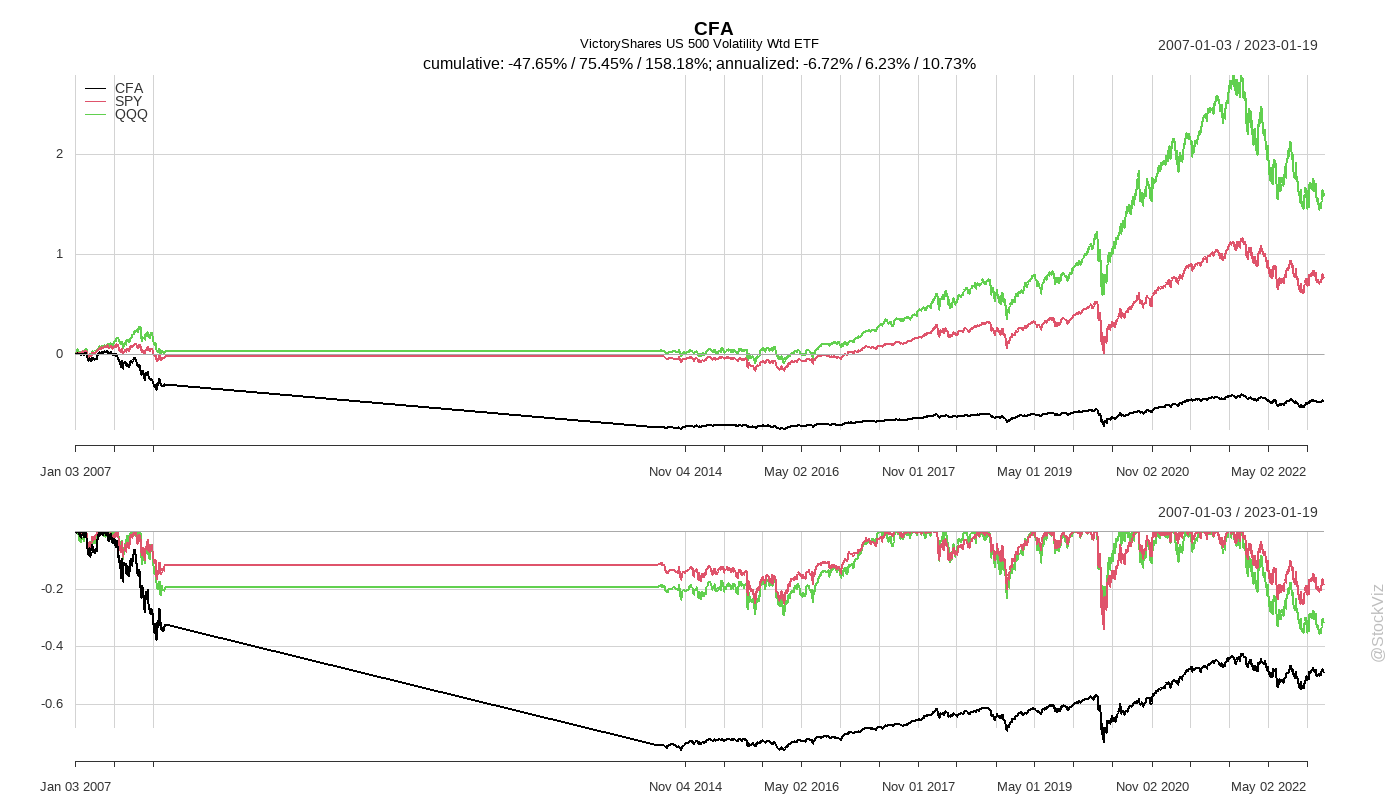 CFA
VictoryShares US 500 Volatility Wtd ETF
2007-01-03 / 2023-01-19
cumulative: -47.65% / 75.45% / 158.18%; annualized: -6.72% / 6.23% / 10.73%
CFA
SPY
QQQ
2
1
0
Jan 03 2007 Nov 04 2014 May 02 2016 Nov 01 2017 May 01 2019 Nov 02 2020 May 02 2022
2007-01-03 / 2023-01-19
-0.2
-0.4
-0.6
Jan 03 2007 Nov 04 2014 May 02 2016 Nov 01 2017 May 01 2019 Nov 02 2020 May 02 2022
@StockViz